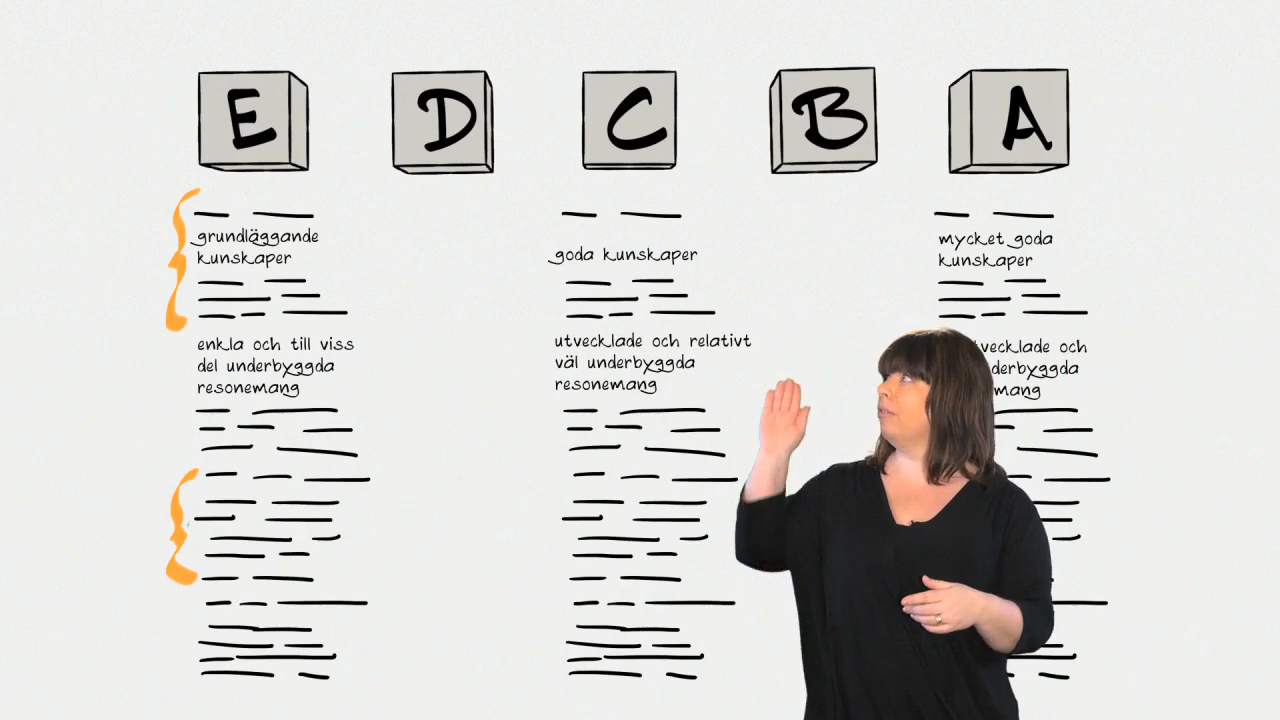 E D C B A
grundläggande
kunskaper
enkla och till viss
del underbyggda
resonemang
goda kunskaper
utvecklade och relativt
väl underbyggda
resonemang
mycket goda
kunskaper
och